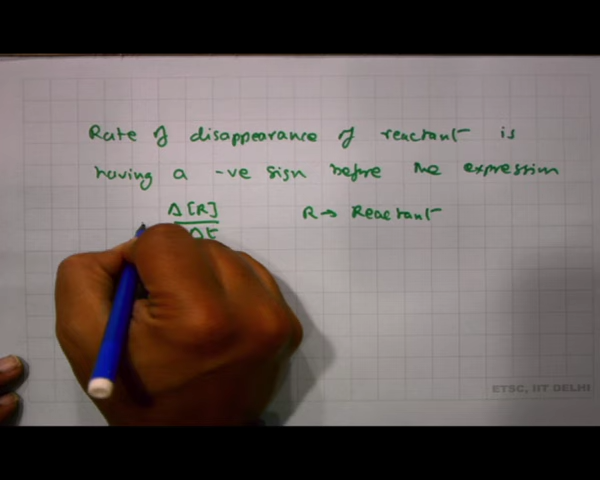 Rate of disappearance of reactant is
having a -ve sign before the expression
Δ[R] R → Reactant
Δt
ETSC, IIT DELHI